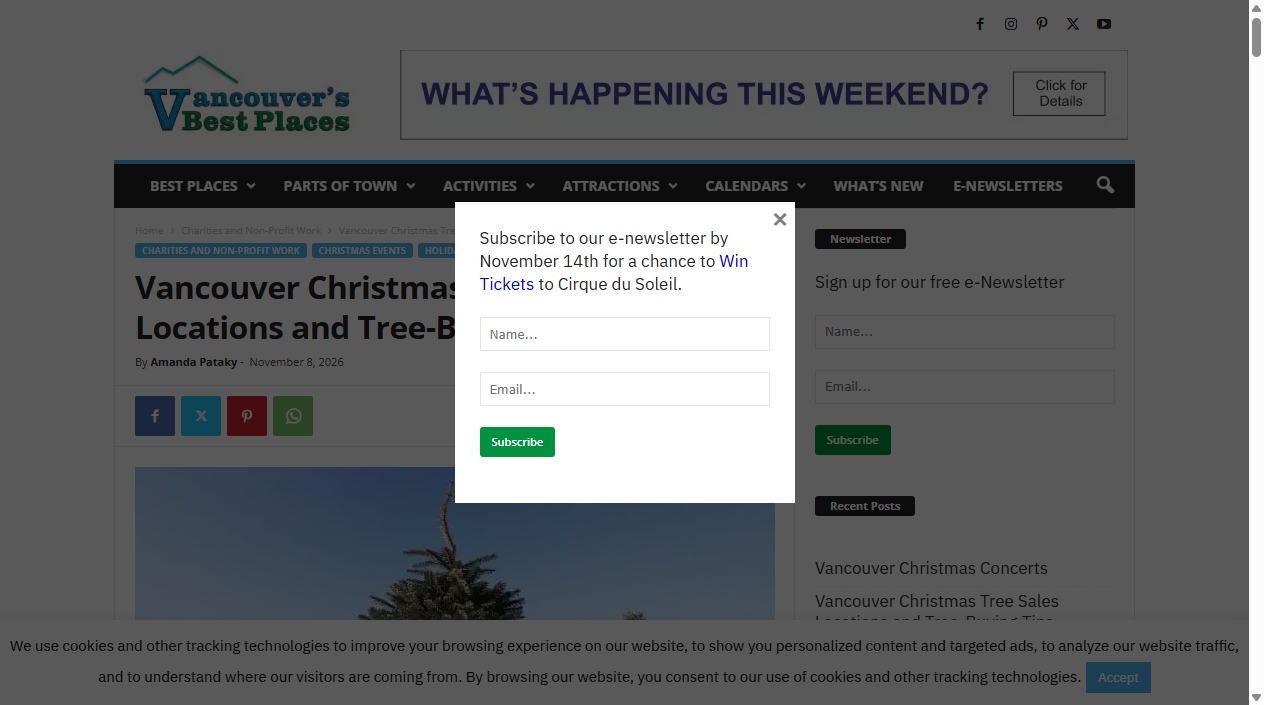 Vancouver's
Best Places
WHAT'S HAPPENING THIS WEEKEND?
Click for
Details
BEST PLACES
PARTS OF TOWN
ACTIVITIES
ATTRACTIONS
CALENDARS
WHAT'S NEW
E-NEWSLETTERS
Home › Charities and Non-Profit Work › Vancouver Christmas Tre
CHARITIES AND NON-PROFIT WORK
CHRISTMAS EVENTS
Vancouver Christmas
Locations and Tree-B
By Amanda Pataky - November 8, 2026
×
Subscribe to our e-newsletter by
November 14th for a chance to Win
Tickets to Cirque du Soleil.
Name...
Email...
Subscribe
Newsletter
Sign up for our free e-Newsletter
Name...
Email...
Subscribe
Recent Posts
Vancouver Christmas Concerts
Vancouver Christmas Tree Sales
Locations and Tree-Buying Tips
We use cookies and other tracking technologies to improve your browsing experience on our website, to show you personalized content and targeted ads, to analyze our website traffic,
and to understand where our visitors are coming from. By browsing our website, you consent to our use of cookies and other tracking technologies.
Accept